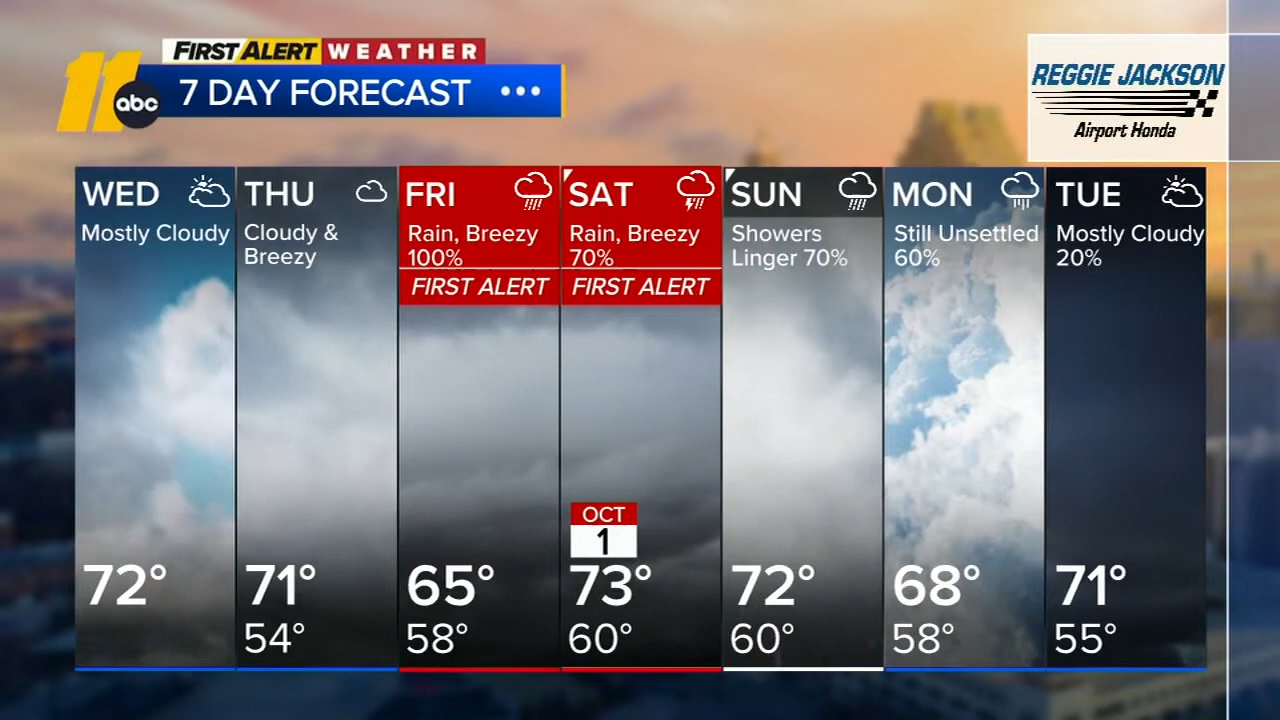 FIRST ALERT WEATHER
11 abc
7 DAY FORECAST
REGGIE JACKSON
Airport Honda
WED
Mostly Cloudy
72°
THU
Cloudy &
Breezy
71°
54°
FRI
Rain, Breezy
100%
FIRST ALERT
65°
58°
SAT
Rain, Breezy
70%
FIRST ALERT
OCT
1
73°
60°
SUN
Showers
Linger 70%
72°
60°
MON
Still Unsettled
60%
68°
58°
TUE
Mostly Cloudy
20%
71°
55°